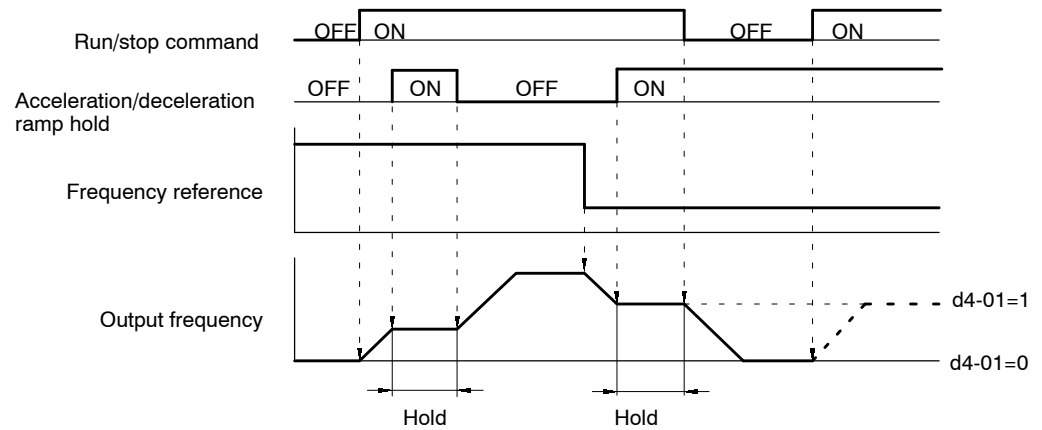 Run/stop command
OFF ON OFF ON
Acceleration/deceleration
ramp hold
OFF ON OFF ON
Frequency reference
Output frequency
d4-01=1
d4-01=0
Hold Hold